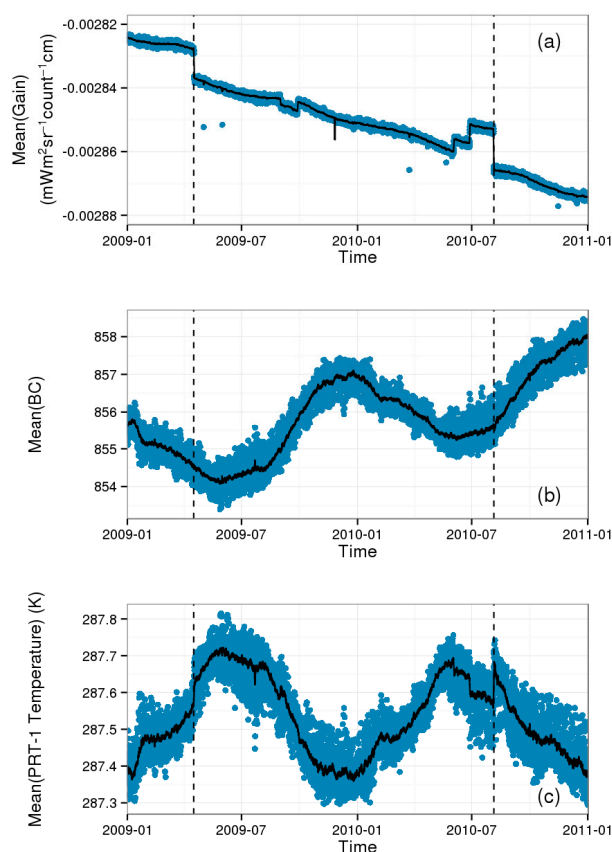 (a)
Mean(Gain)
(mWm²sr⁻¹count⁻¹cm)
-0.00282
-0.00284
-0.00286
-0.00288
2009-01 2009-07 2010-01 2010-07 2011-01
Time
Mean(BC)
858
857
856
855
854
(b)
2009-01 2009-07 2010-01 2010-07 2011-01
Time
Mean(PRT-1 Temperature) (K)
287.8
287.7
287.6
287.5
287.4
287.3
(c)
2009-01 2009-07 2010-01 2010-07 2011-01
Time